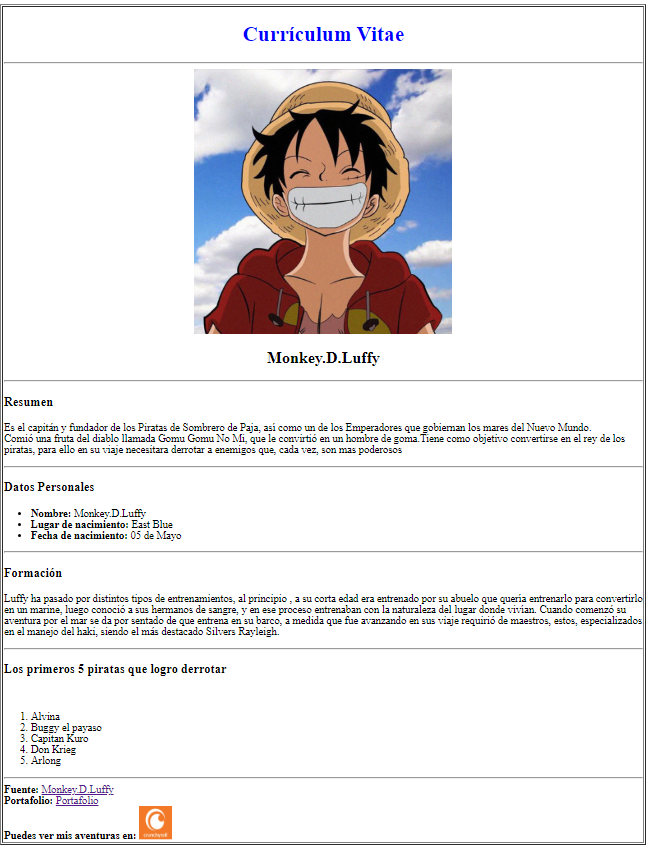 Currículum Vitae
Monkey.D.Luffy
Resumen
Es el capitán y fundador de los Piratas de Sombrero de Paja, así como un de los Emperadores que gobiernan los mares del Nuevo Mundo.
Comió una fruta del diablo llamada Gomu Gomu No Mi, que le convirtió en un hombre de goma.Tiene como objetivo convertirse en el rey de los
piratas, para ello en su viaje necesitara derrotar a enemigos que, cada vez, son mas poderosos
Datos Personales
• Nombre: Monkey.D.Luffy
• Lugar de nacimiento: East Blue
• Fecha de nacimiento: 05 de Mayo
Formación
Luffy ha pasado por distintos tipos de entrenamientos, al principio , a su corta edad era entrenado por su abuelo que quería entrenarlo para convertirlo
en un marine, luego conoció a sus hermanos de sangre, y en ese proceso entrenaban con la naturaleza del lugar donde vivían. Cuando comenzó su
aventura por el mar se da por sentado de que entrena en su barco, a medida que fue avanzando en sus viaje requirió de maestros, estos, especializados
en el manejo del haki, siendo el más destacado Silvers Rayleigh.
Los primeros 5 piratas que logro derrotar
1. Alvina
2. Buggy el payaso
3. Capitan Kuro
4. Don Krieg
5. Arlong
Fuente: Monkey.D.Luffy
Portafolio: Portafolio
Puedes ver mis aventuras en:
crunchyroll